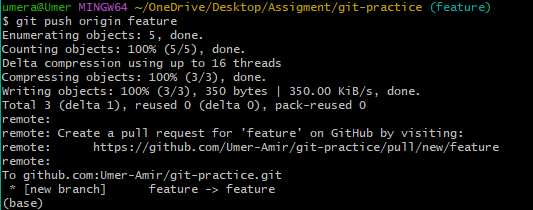 umera@Umer MINGW64 ~/OneDrive/Desktop/Assigment/git-practice (feature)
$ git push origin feature
Enumerating objects: 5, done.
Counting objects: 100% (5/5), done.
Delta compression using up to 16 threads
Compressing objects: 100% (3/3), done.
Writing objects: 100% (3/3), 350 bytes | 350.00 KiB/s, done.
Total 3 (delta 1), reused 0 (delta 0), pack-reused 0
remote:
remote: Create a pull request for 'feature' on GitHub by visiting:
remote:      https://github.com/Umer-Amir/git-practice/pull/new/feature
remote:
To github.com:Umer-Amir/git-practice.git
 * [new branch]      feature -> feature
(base)